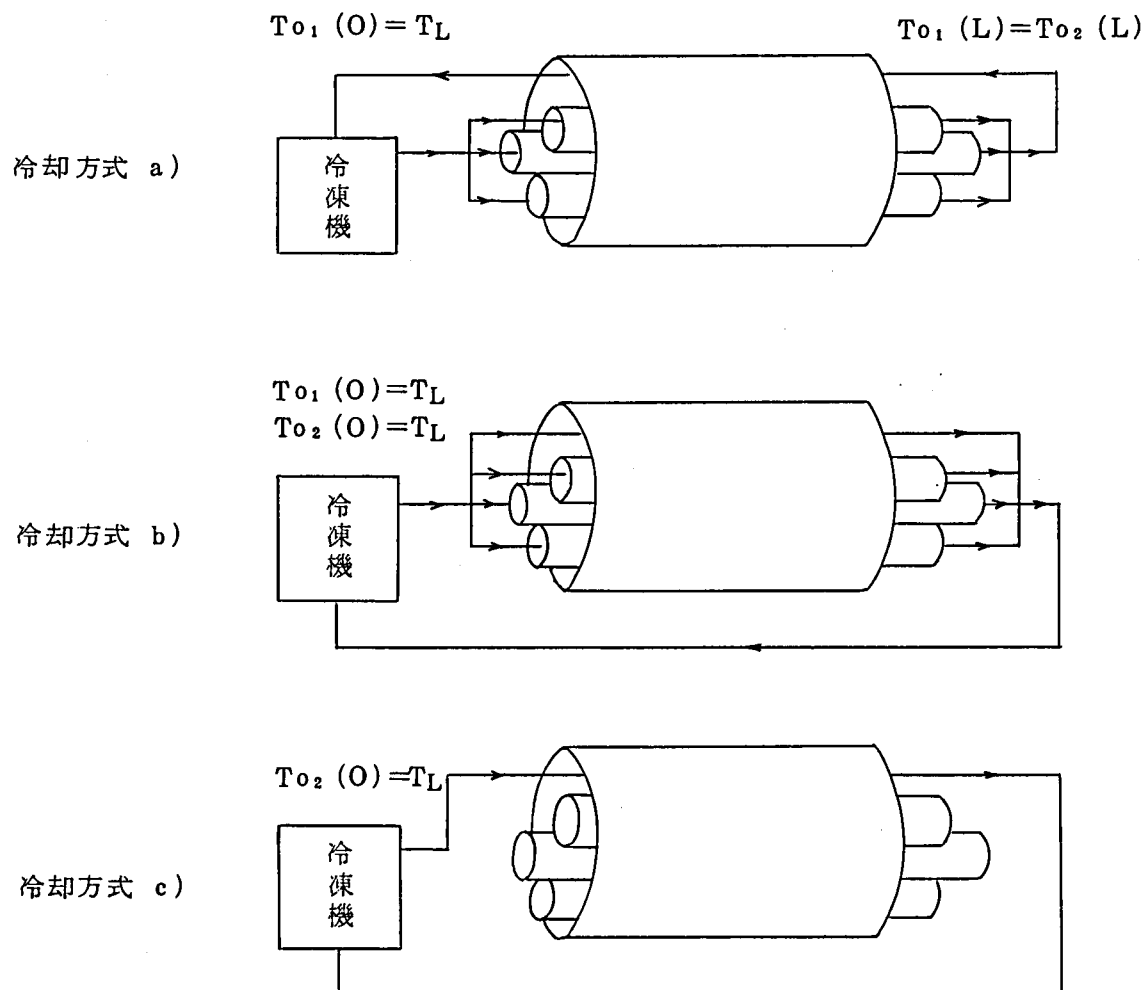 To₁ (O)=T_L
To₁ (L)=To₂ (L)
冷却方式 a)
冷凍機
To₁ (O)=T_L
To₂ (O)=T_L
冷却方式 b)
冷凍機
To₂ (O)=T_L
冷却方式 c)
冷凍機